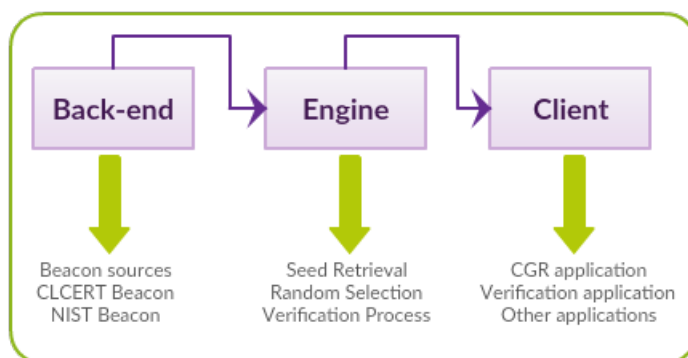 Back-end
Engine
Client
Beacon sources
CLCERT Beacon
NIST Beacon
Seed Retrieval
Random Selection
Verification Process
CGR application
Verification application
Other applications